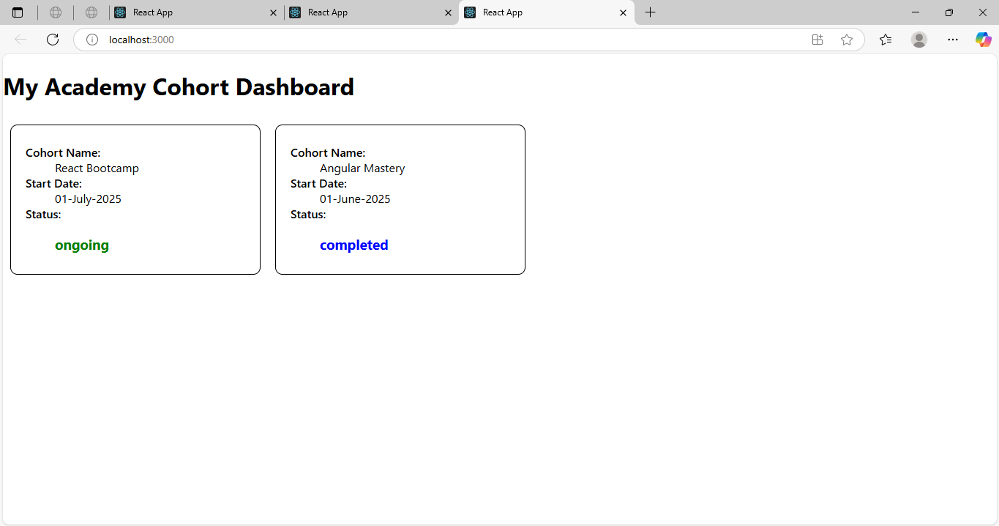 React App
React App
React App
localhost:3000
My Academy Cohort Dashboard
Cohort Name:
React Bootcamp
Start Date:
01-July-2025
Status:
ongoing
Cohort Name:
Angular Mastery
Start Date:
01-June-2025
Status:
completed